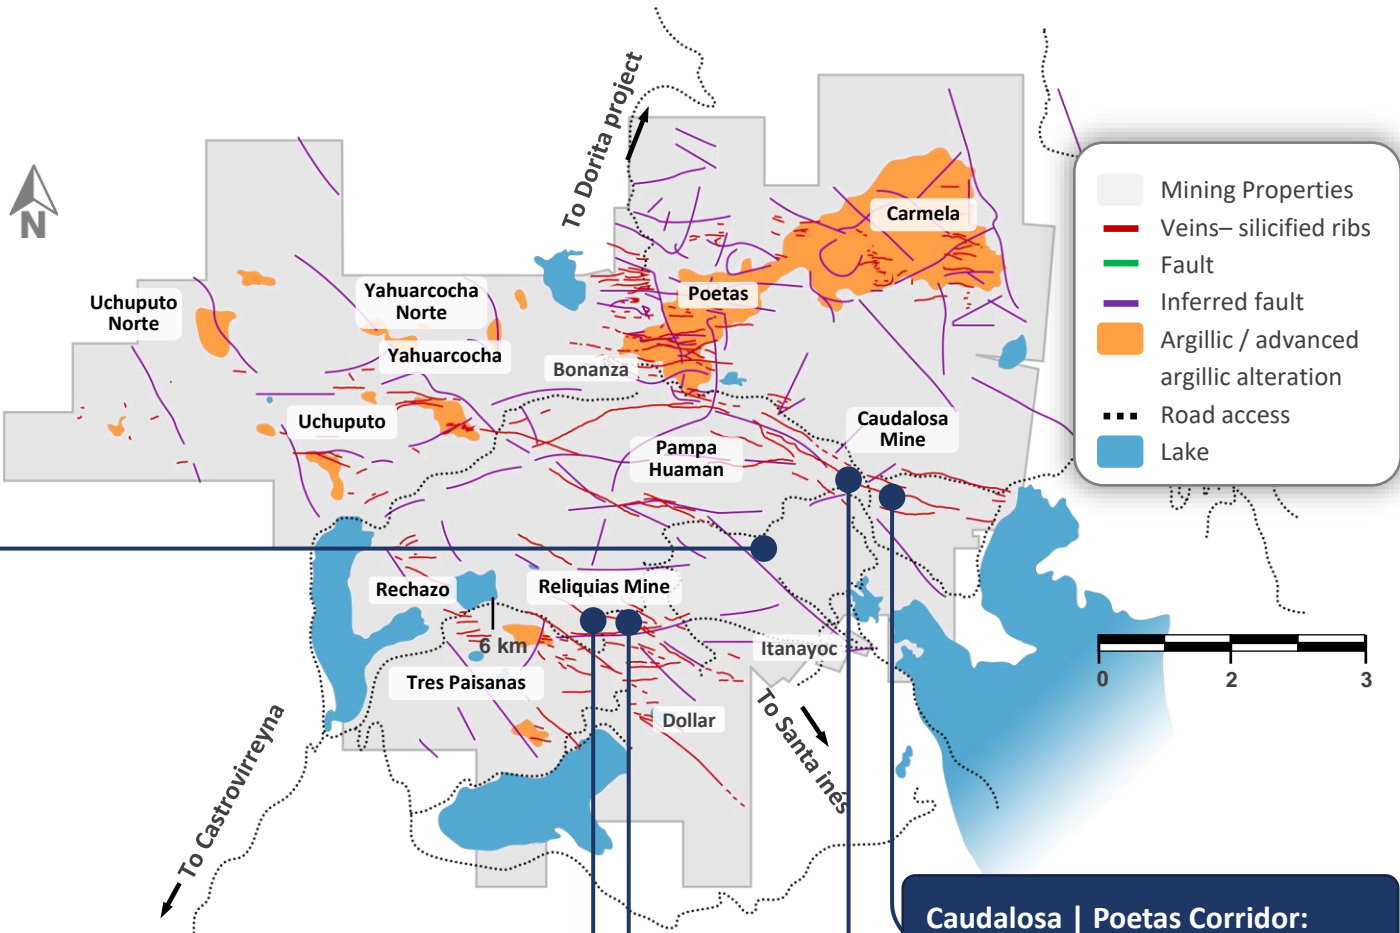 To Dorita project
N
Mining Properties
Veins– silicified ribs
Fault
Inferred fault
Argillic / advanced
argillic alteration
Road access
Lake
Carmela
Poetas
Uchuputo
Norte
Yahuarcocha
Norte
Yahuarcocha
Bonanza
Uchuputo
Caudalosa
Mine
Pampa
Huaman
Rechazo
Reliquias Mine
6 km
Itanayoc
Tres Paisanas
Dollar
To Santa inés
To Castrovirreyna
0 2 3
Caudalosa | Poetas Corridor: